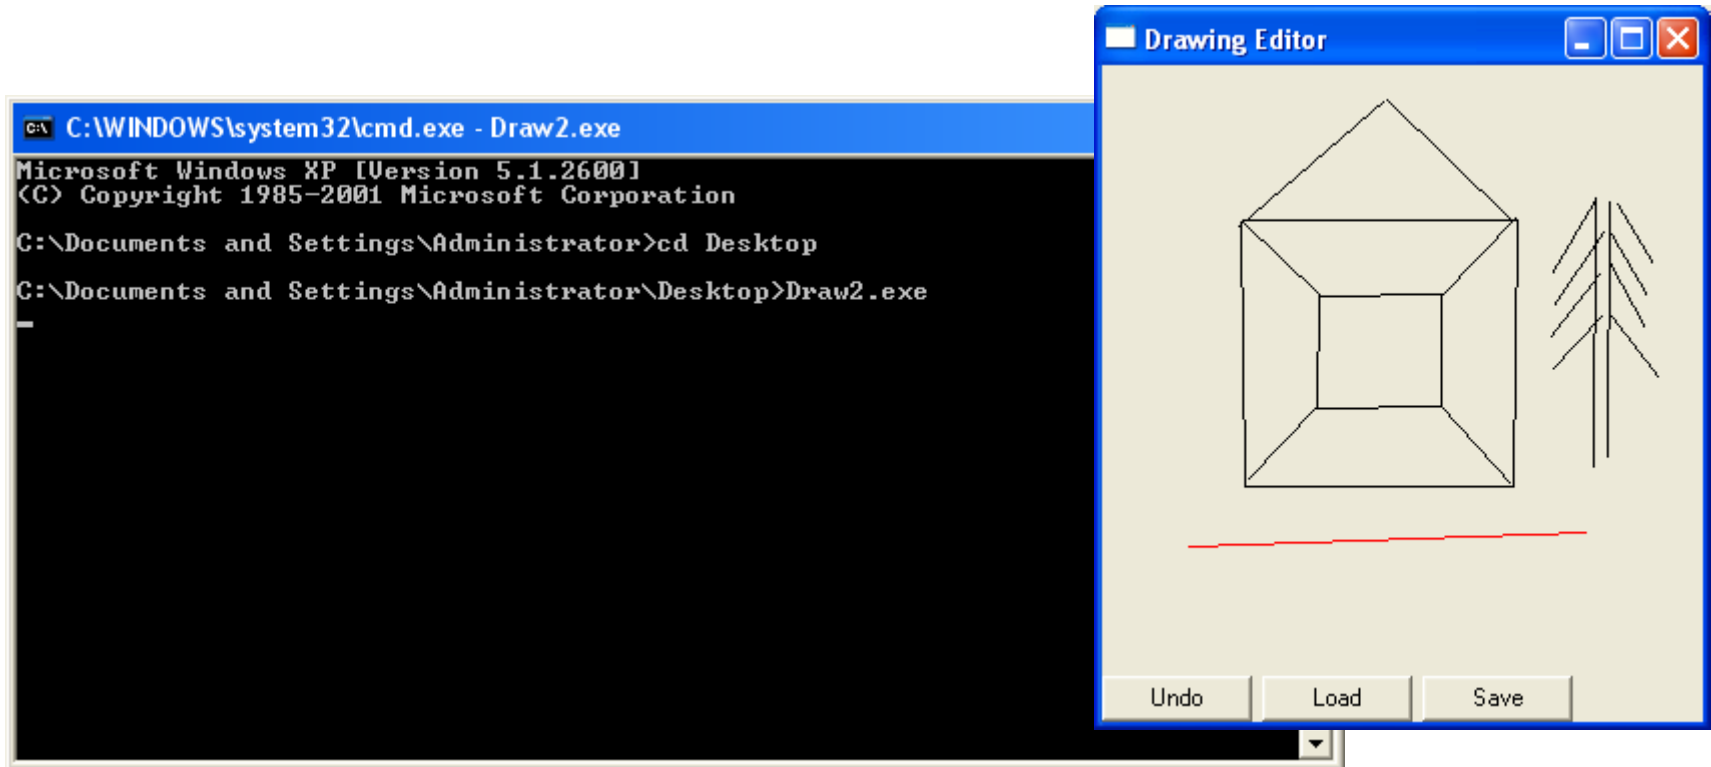 Drawing Editor
C:\WINDOWS\system32\cmd.exe - Draw2.exe
Microsoft Windows XP [Version 5.1.2600]
(C) Copyright 1985-2001 Microsoft Corporation
C:\Documents and Settings\Administrator>cd Desktop
C:\Documents and Settings\Administrator\Desktop>Draw2.exe
Undo Load Save